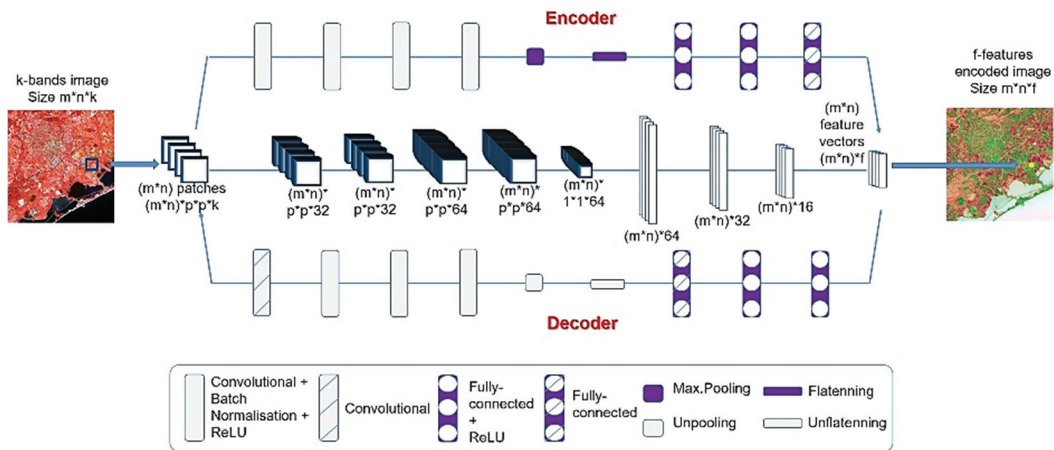 Encoder
k-bands image
Size m*n*k
f-features
encoded image
Size m*n*f
(m*n)
feature
vectors
(m*n)*f
(m*n) patches
(m*n)*p*p*k
(m*n)*
p*p*32
(m*n)*
p*p*32
(m*n)*
p*p*64
(m*n)*
p*p*64
(m*n)*
1*1*64
(m*n)*64
(m*n)*32
(m*n)*16
Decoder
Convolutional +
Batch
Normalisation +
ReLU
Convolutional
Fully-
connected
+
ReLU
Fully-
connected
Max.Pooling
Unpooling
Flatenning
Unflatenning